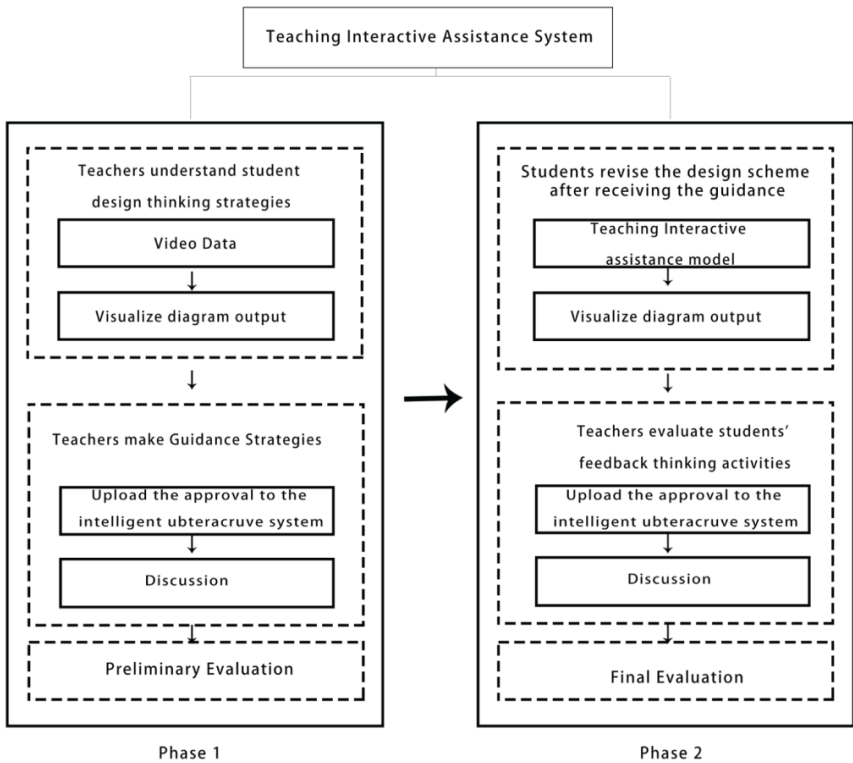 Teaching Interactive Assistance System
Teachers understand student
design thinking strategies
Video Data
Visualize diagram output
Teachers make Guidance Strategies
Upload the approval to the
intelligent ubteracruve system
Discussion
Preliminary Evaluation
Phase 1
Students revise the design scheme
after receiving the guidance
Teaching Interactive
assistance model
Visualize diagram output
Teachers evaluate students’
feedback thinking activities
Upload the approval to the
intelligent ubteracruve system
Discussion
Final Evaluation
Phase 2